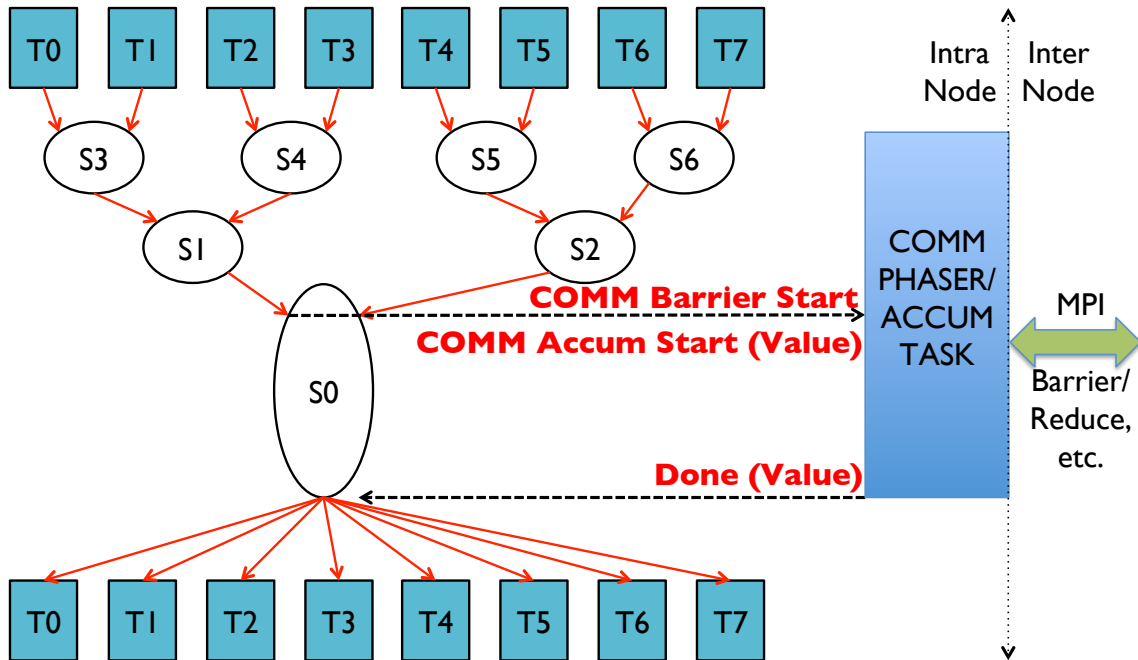 T0 T1 T2 T3 T4 T5 T6 T7
Intra Inter
Node Node
S3 S4 S5 S6
S1 S2
S0
COMM Barrier Start
COMM Accum Start (Value)
COMM
PHASER/
ACCUM
TASK
MPI
Barrier/
Reduce,
etc.
Done (Value)
T0 T1 T2 T3 T4 T5 T6 T7